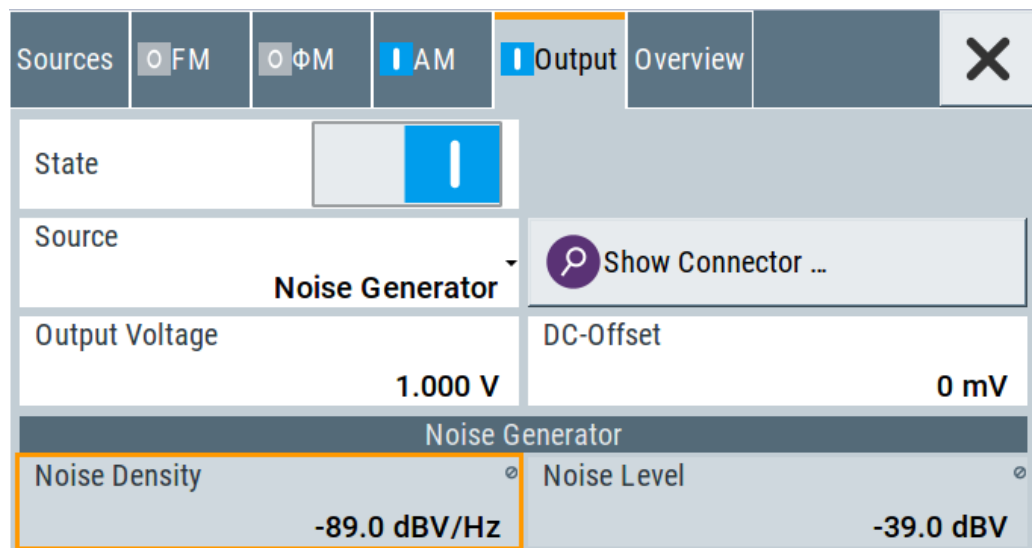 Sources
O FM
O ΦM
I AM
I Output
Overview
State
I
Source
Noise Generator
Show Connector ...
Output Voltage
1.000 V
DC-Offset
0 mV
Noise Generator
Noise Density
-89.0 dBV/Hz
Noise Level
-39.0 dBV